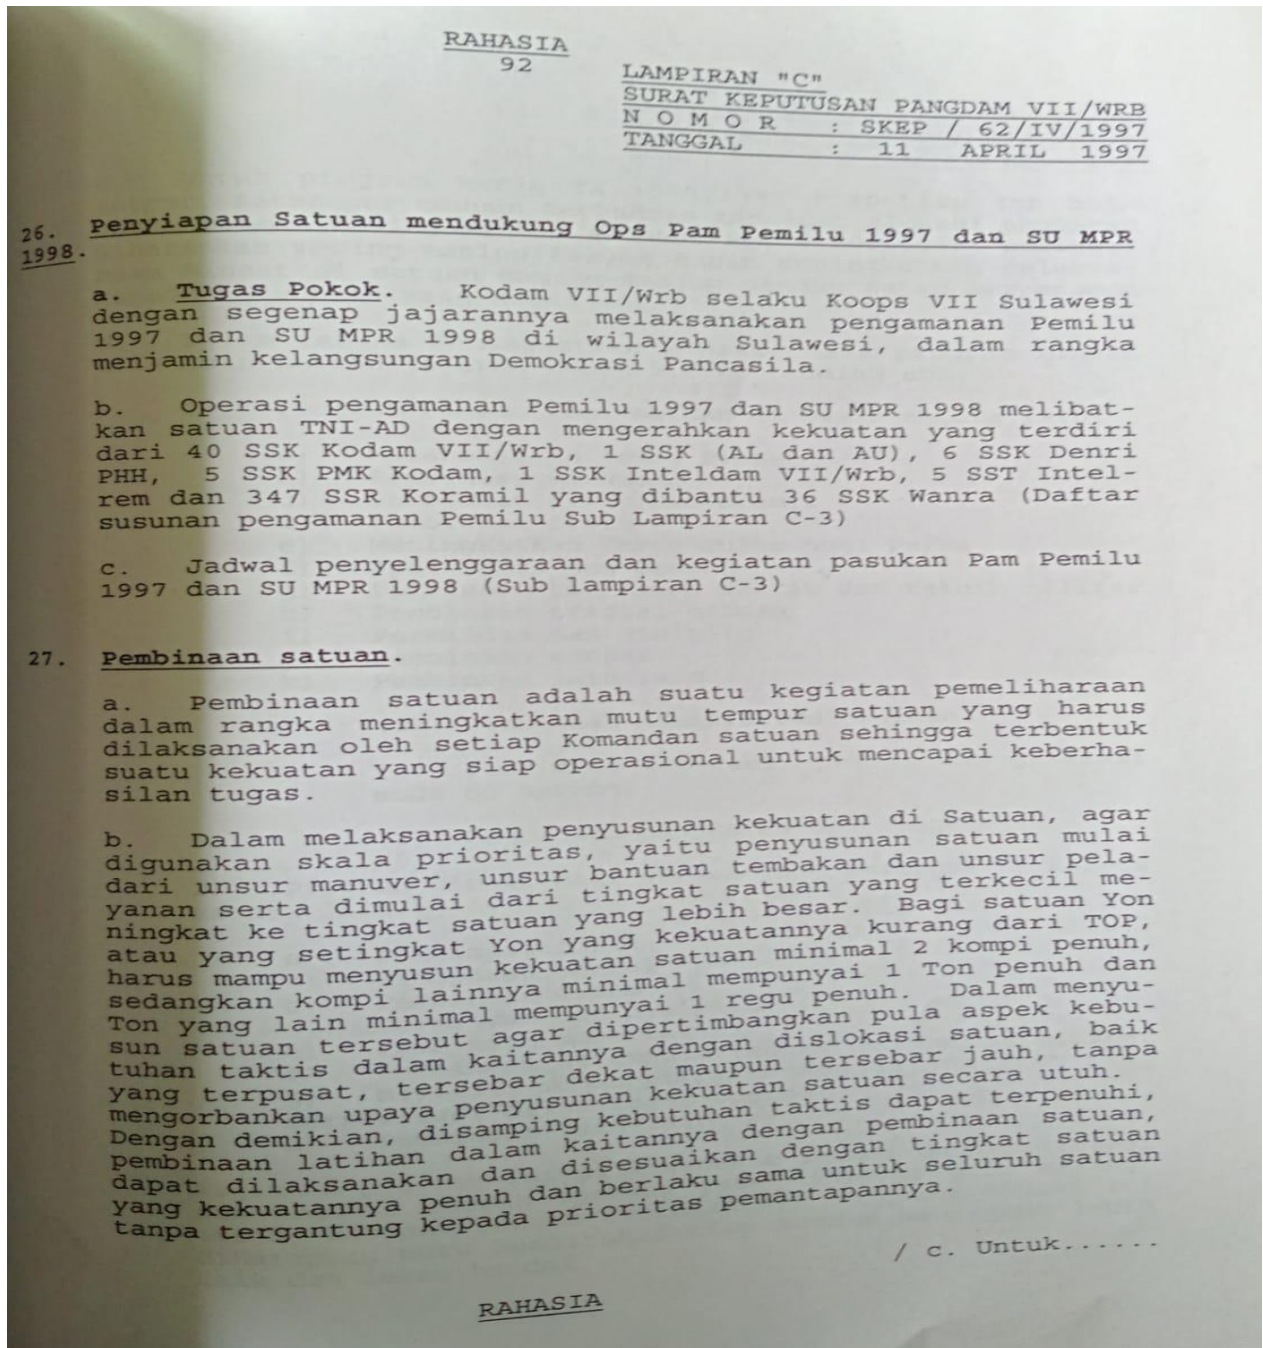 RAHASIA
92
LAMPIRAN "C"
SURAT KEPUTUSAN PANGDAM VII/WRB
N O M O R : SKEP / 62/IV/1997
TANGGAL : 11 APRIL 1997
26. Penyiapan Satuan mendukung Ops Pam Pemilu 1997 dan SU MPR
1998.
a. Tugas Pokok. Kodam VII/Wrb selaku Koops VII Sulawesi
dengan segenap jajarannya melaksanakan pengamanan Pemilu
1997 dan SU MPR 1998 di wilayah Sulawesi, dalam rangka
menjamin kelangsungan Demokrasi Pancasila.
b. Operasi pengamanan Pemilu 1997 dan SU MPR 1998 melibat-
kan satuan TNI-AD dengan mengerahkan kekuatan yang terdiri
dari 40 SSK Kodam VII/Wrb, 1 SSK (AL dan AU), 6 SSK Denri
PHH, 5 SSK PMK Kodam, 1 SSK Inteldam VII/Wrb, 5 SST Intel-
rem dan 347 SSR Koramil yang dibantu 36 SSK Wanra (Daftar
susunan pengamanan Pemilu Sub Lampiran C-3)
c. Jadwal penyelenggaraan dan kegiatan pasukan Pam Pemilu
1997 dan SU MPR 1998 (Sub lampiran C-3)
27. Pembinaan satuan.
a. Pembinaan satuan adalah suatu kegiatan pemeliharaan
dalam rangka meningkatkan mutu tempur satuan yang harus
dilaksanakan oleh setiap Komandan satuan sehingga terbentuk
suatu kekuatan yang siap operasional untuk mencapai keberha-
silan tugas.
b. Dalam melaksanakan penyusunan kekuatan di Satuan, agar
digunakan skala prioritas, yaitu penyusunan satuan mulai
dari unsur manuver, unsur bantuan tembakan dan unsur pela-
yanan serta dimulai dari tingkat satuan yang terkecil me-
ningkat ke tingkat satuan yang lebih besar. Bagi satuan Yon
atau yang setingkat Yon yang kekuatannya kurang dari TOP,
harus mampu menyusun kekuatan satuan minimal 2 kompi penuh,
sedangkan kompi lainnya minimal mempunyai 1 Ton penuh dan
Ton yang lain minimal mempunyai 1 regu penuh. Dalam menyu-
sun satuan tersebut agar dipertimbangkan pula aspek kebu-
tuhan taktis dalam kaitannya dengan dislokasi satuan, baik
yang terpusat, tersebar dekat maupun tersebar jauh, tanpa
mengorbankan upaya penyusunan kekuatan satuan secara utuh.
Dengan demikian, disamping kebutuhan taktis dapat terpenuhi,
pembinaan latihan dalam kaitannya dengan pembinaan satuan,
dapat dilaksanakan dan disesuaikan dengan tingkat satuan
yang kekuatannya penuh dan berlaku sama untuk seluruh satuan
tanpa tergantung kepada prioritas pemantapannya.
/ c. Untuk......
RAHASIA